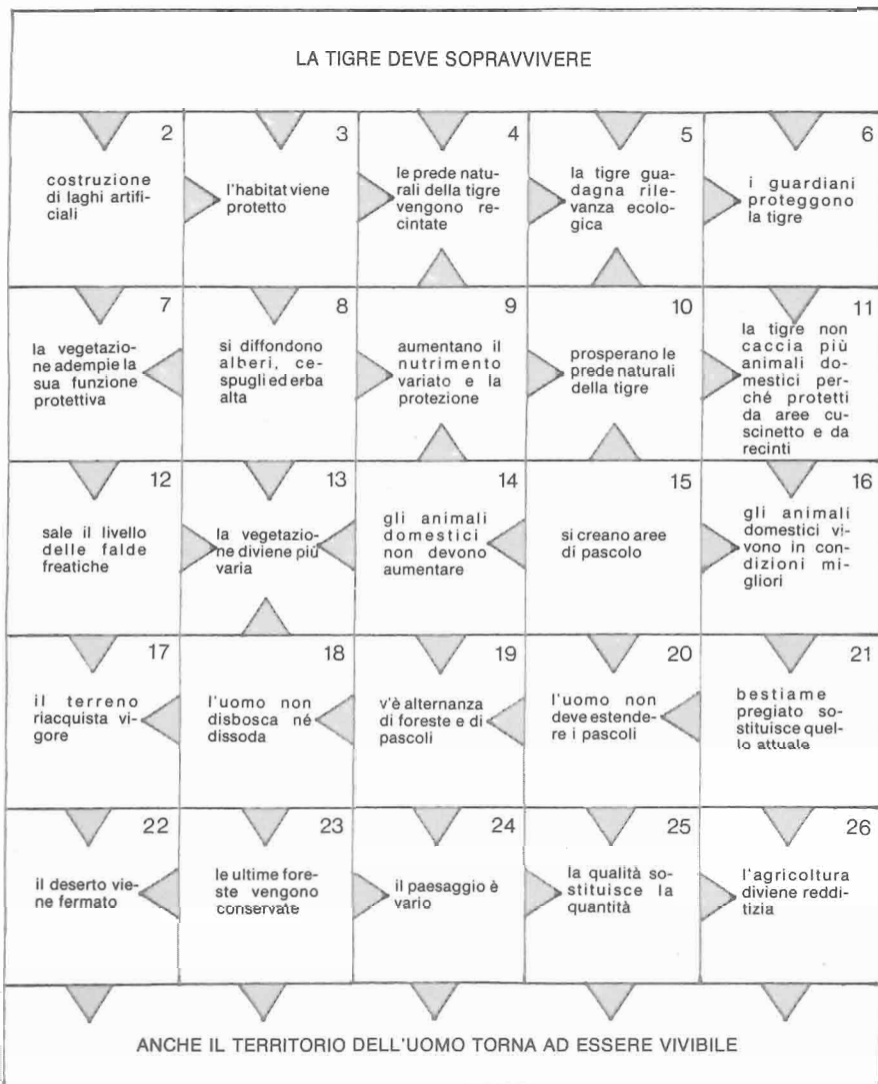 LA TIGRE DEVE SOPRAVVIVERE
2
costruzione
di laghi artifi-
ciali
3
l'habitat viene
protetto
4
le prede natu-
rali della tigre
vengono re-
cintate
5
la tigre gua-
dagna rile-
vanza ecolo-
gica
6
i guardiani
proteggono
la tigre
7
la vegetazio-
ne adempie la
sua funzione
protettiva
8
si diffondono
alberi, ce-
spugli ed erba
alta
9
aumentano il
nutrimento
variato e la
protezione
10
prosperano le
prede naturali
della tigre
11
la tigre non
caccia più
animali do-
mestici per-
ché protetti
da aree cu-
scinetto e da
recinti
12
sale il livello
delle falde
freatiche
13
la vegetazio-
ne diviene più
varia
14
gli animali
domestici
non devono
aumentare
15
si creano aree
di pascolo
16
gli animali
domestici vi-
vono in con-
dizioni mi-
gliori
17
il terreno
riacquista vi-
gore
18
l'uomo non
disbosca né
dissoda
19
v'è alternanza
di foreste e di
pascoli
20
l'uomo non
deve estende-
re i pascoli
21
bestiame
pregiato so-
stituisce quel-
lo attuale
22
il deserto vie-
ne fermato
23
le ultime fore-
ste vengono
conservate
24
il paesaggio è
vario
25
la qualità so-
stituisce la
quantità
26
l'agricoltura
diviene reddi-
tizia
ANCHE IL TERRITORIO DELL'UOMO TORNA AD ESSERE VIVIBILE